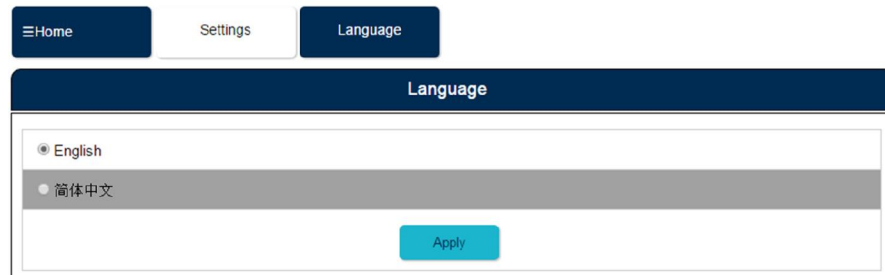 ☰Home Settings Language
Language
English
简体中文
Apply